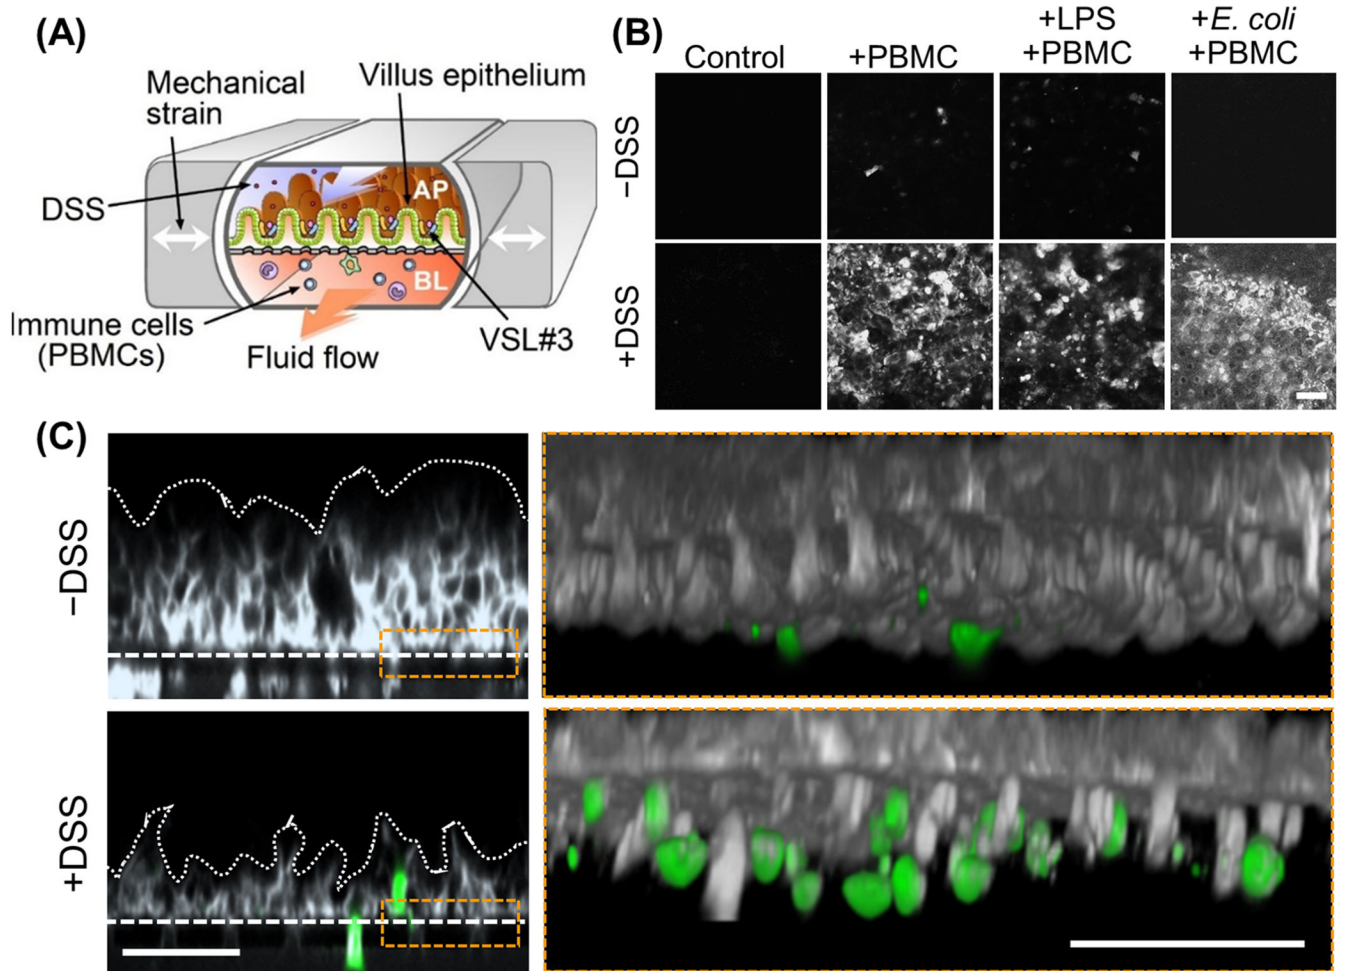 (A)
Mechanical
strain
Villus epithelium
DSS
AP
BL
Immune cells
(PBMCs)
Fluid flow
VSL#3
(B)
Control
+PBMC
+LPS
+PBMC
+E. coli
+PBMC
−DSS
+DSS
(C)
−DSS
+DSS